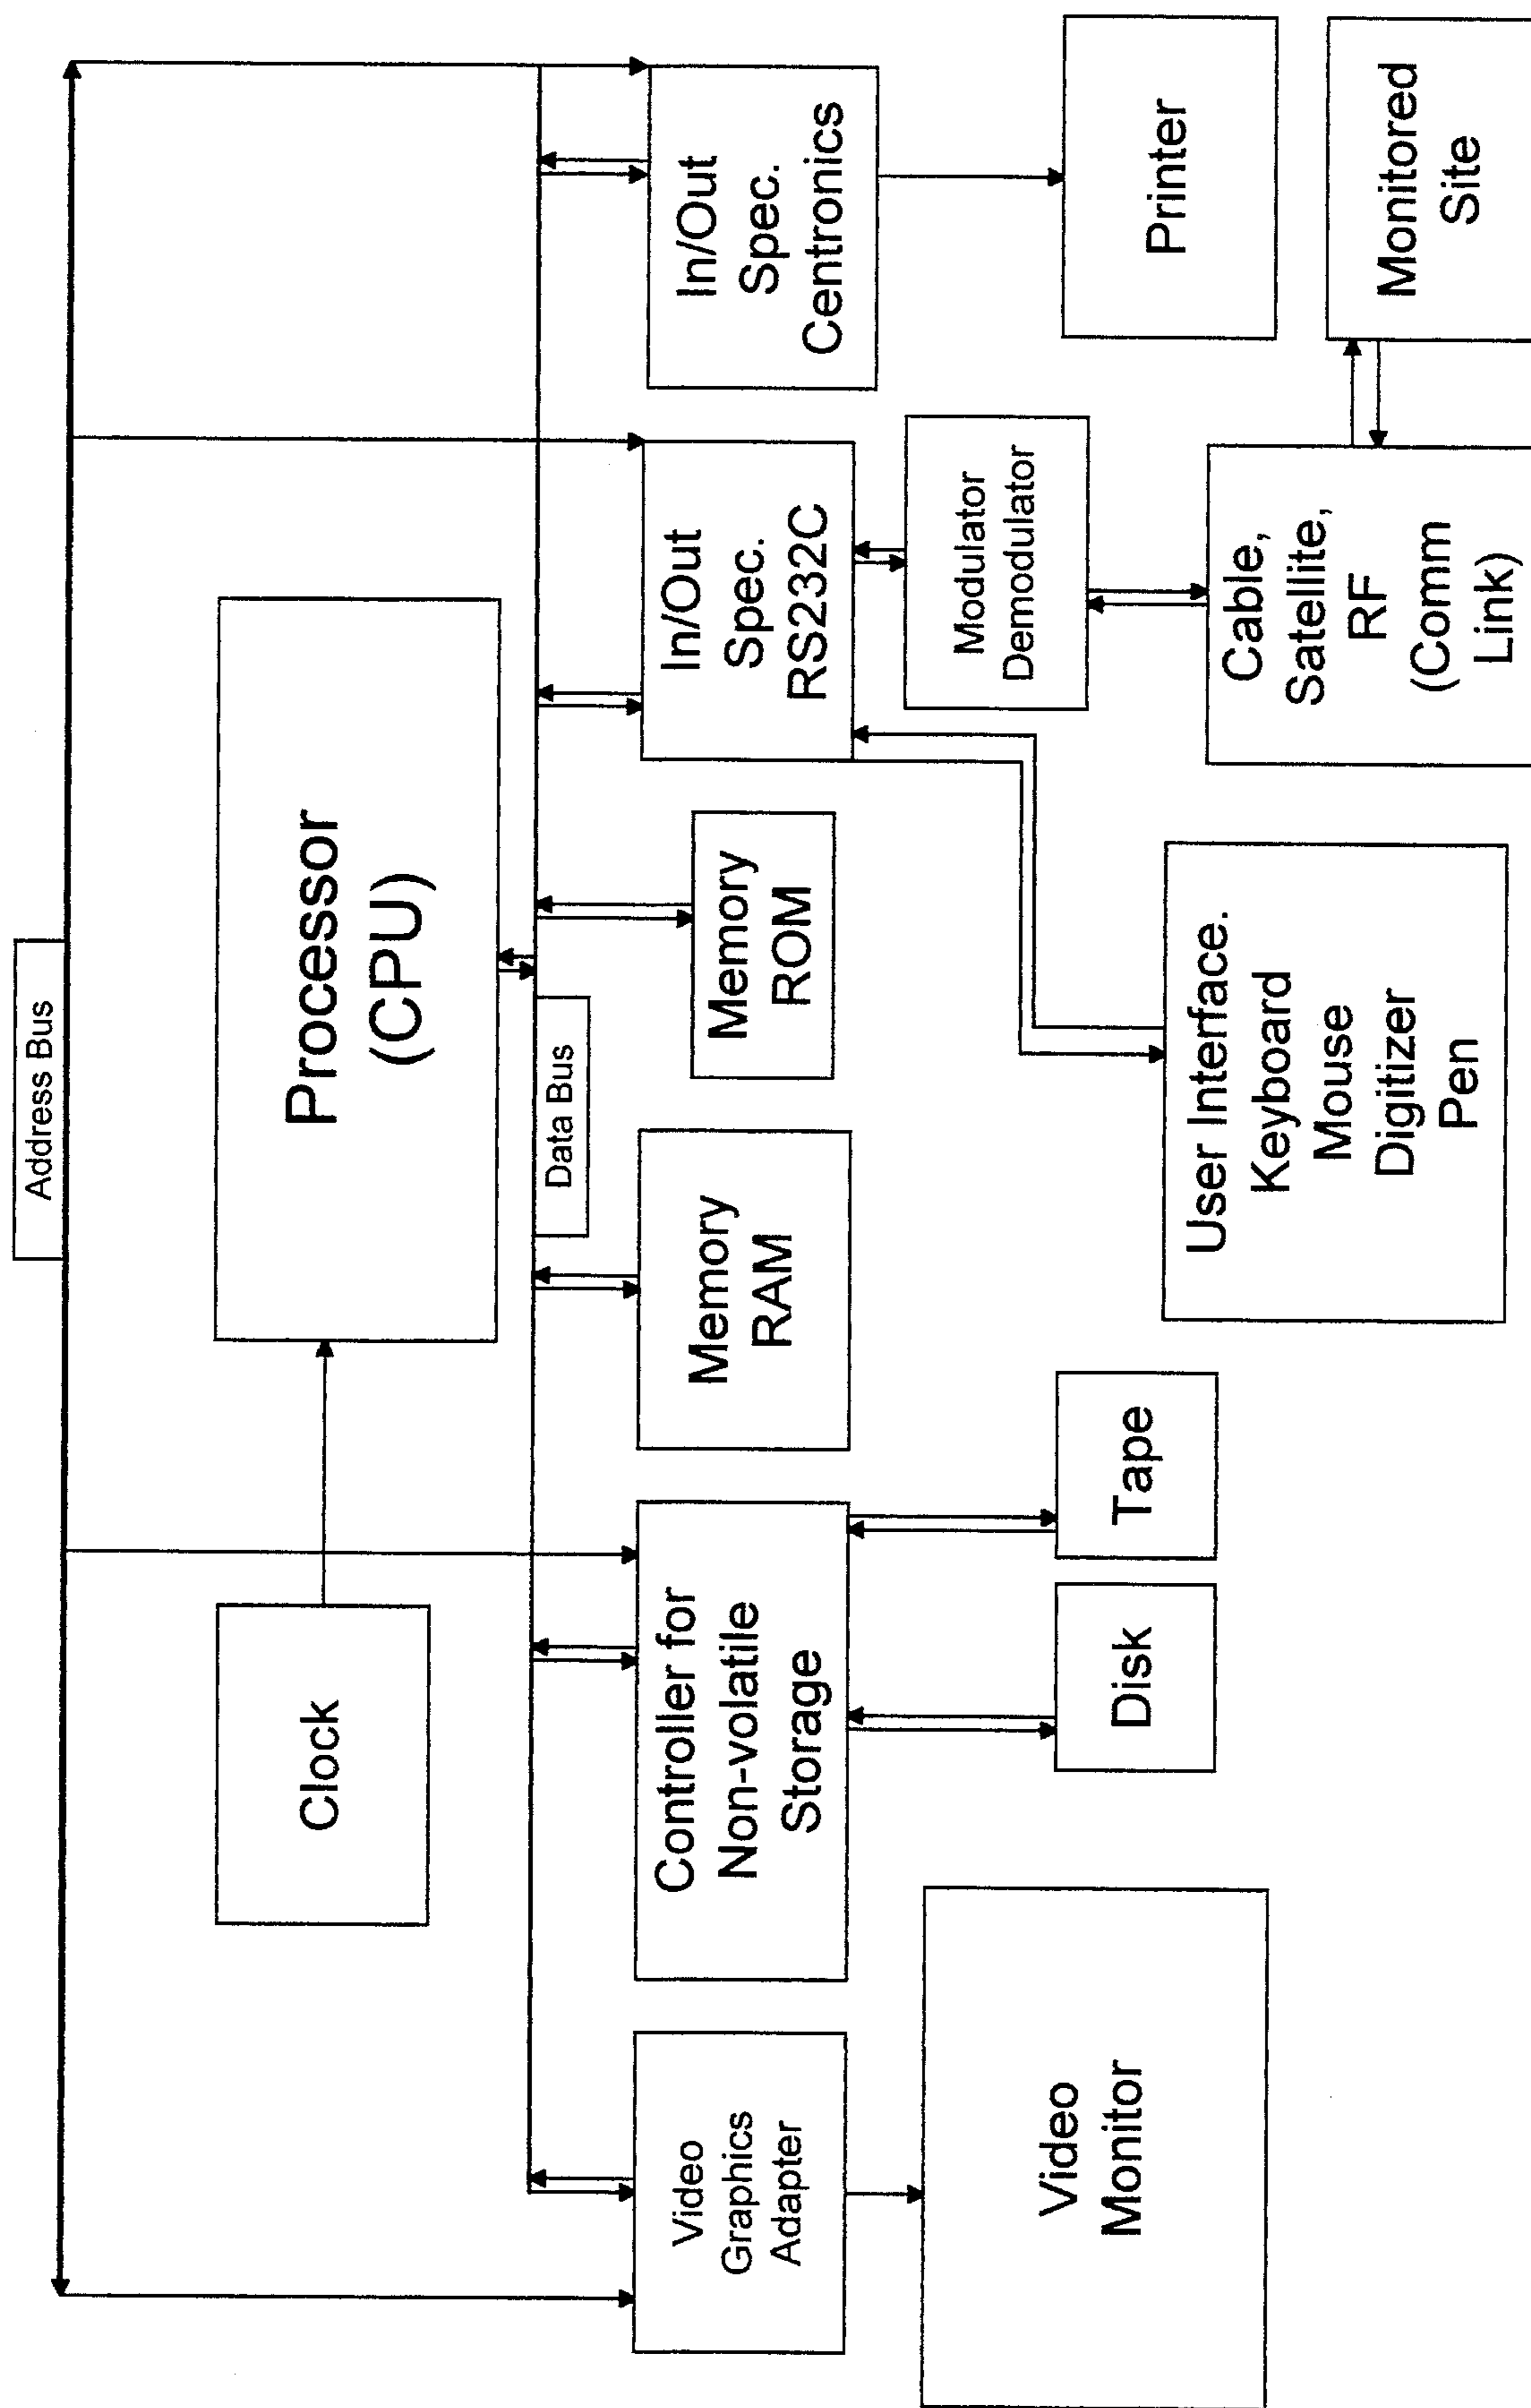 Address Bus
Clock
Processor
(CPU)
Data Bus
Video
Graphics
Adapter
Controller for
Non-volatile
Storage
Memory
RAM
Memory
ROM
In/Out
Spec.
RS232C
In/Out
Spec.
Centronics
Video
Monitor
Disk
Tape
User Interface.
Keyboard
Mouse
Digitizer
Pen
Modulator
Demodulator
Cable,
Satellite,
RF
(Comm
Link)
Printer
Monitored
Site